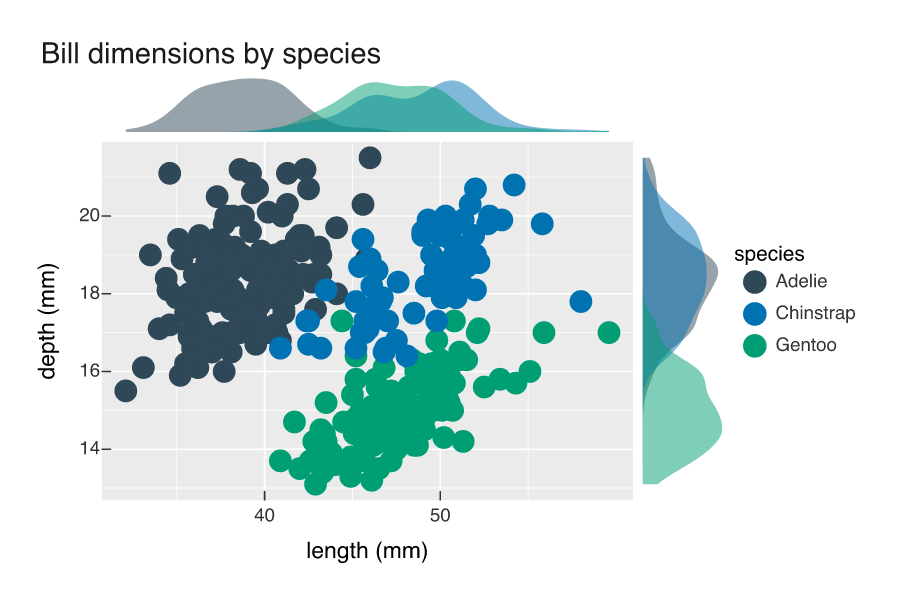 Bill dimensions by species
20
18
16
14
depth (mm)
40 50
length (mm)
species
Adelie
Chinstrap
Gentoo